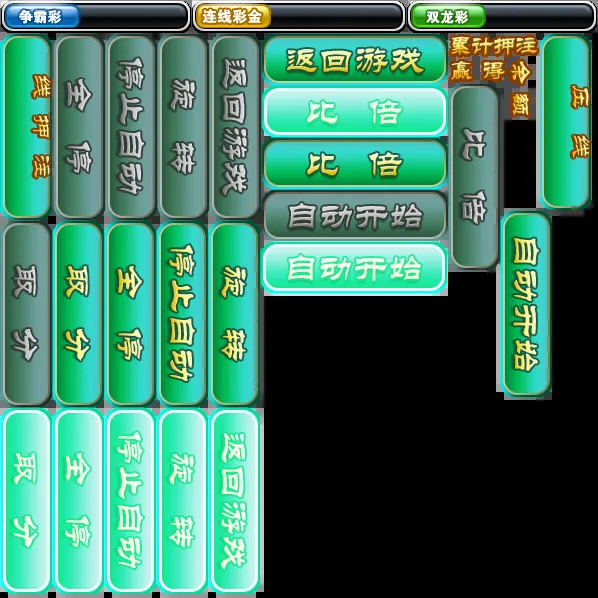 争霸彩
连线彩金
双龙彩
线押注
全停
停止自动
旋转
返回游戏
返回游戏
比倍
比倍
自动开始
自动开始
比倍
累计押注
赢得余额
压线
取分
取分
全停
停止自动
旋转
自动开始
取分
全停
停止自动
旋转
返回游戏